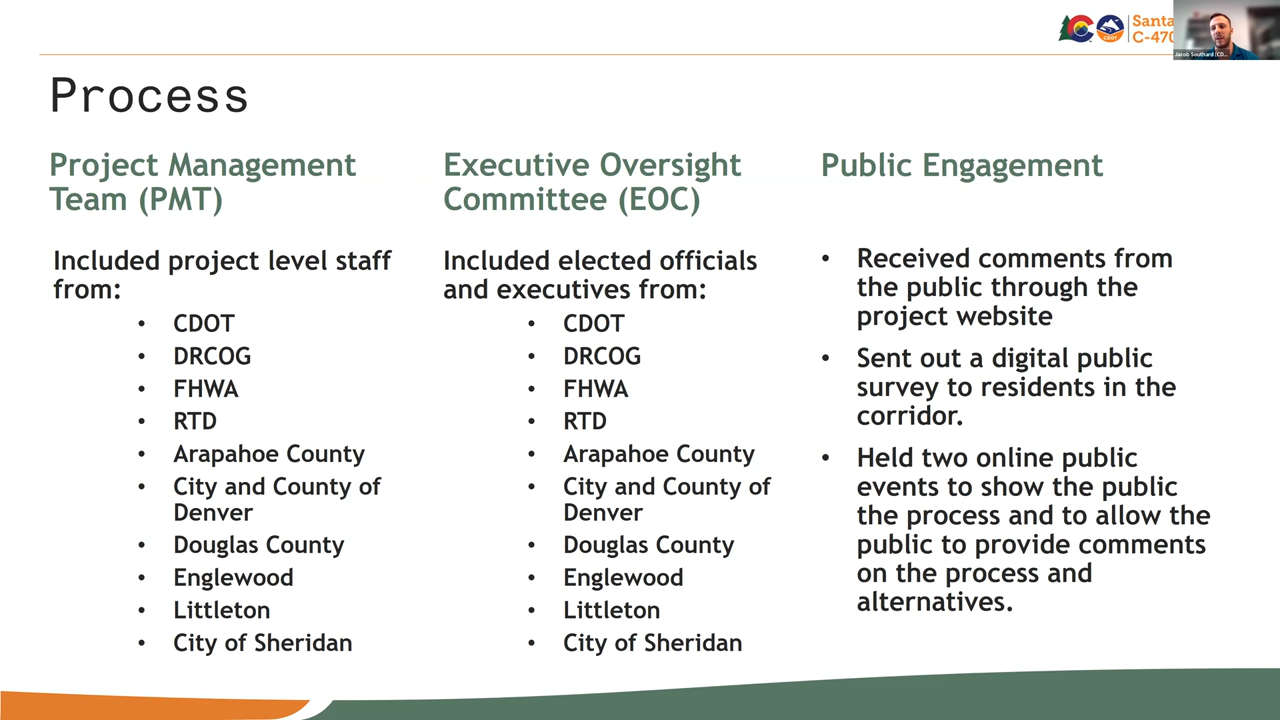 Santa
C-470
CDOT
Jacob Southard (CD...
Process
Project Management
Team (PMT)
Included project level staff
from:
• CDOT
• DRCOG
• FHWA
• RTD
• Arapahoe County
• City and County of
Denver
• Douglas County
• Englewood
• Littleton
• City of Sheridan
Executive Oversight
Committee (EOC)
Included elected officials
and executives from:
• CDOT
• DRCOG
• FHWA
• RTD
• Arapahoe County
• City and County of
Denver
• Douglas County
• Englewood
• Littleton
• City of Sheridan
Public Engagement
• Received comments from
the public through the
project website
• Sent out a digital public
survey to residents in the
corridor.
• Held two online public
events to show the public
the process and to allow the
public to provide comments
on the process and
alternatives.